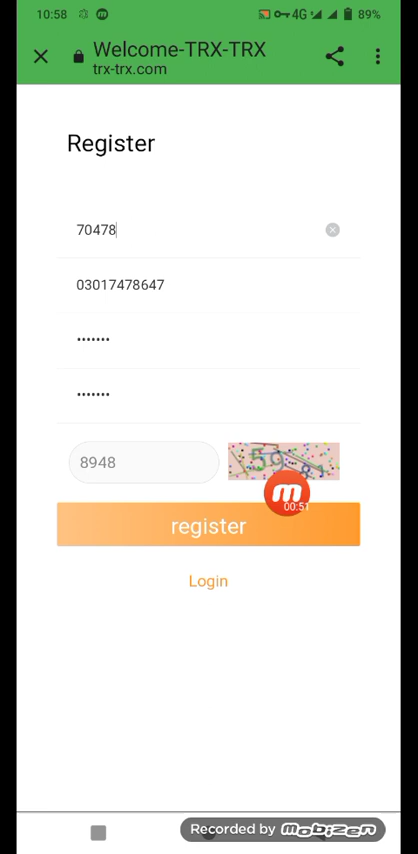 10:58 4G 89%
Welcome-TRX-TRX
trx-trx.com
Register
70478
03017478647
•••••••
•••••••
8948
m
00:51
register
Login
Recorded by mobizen